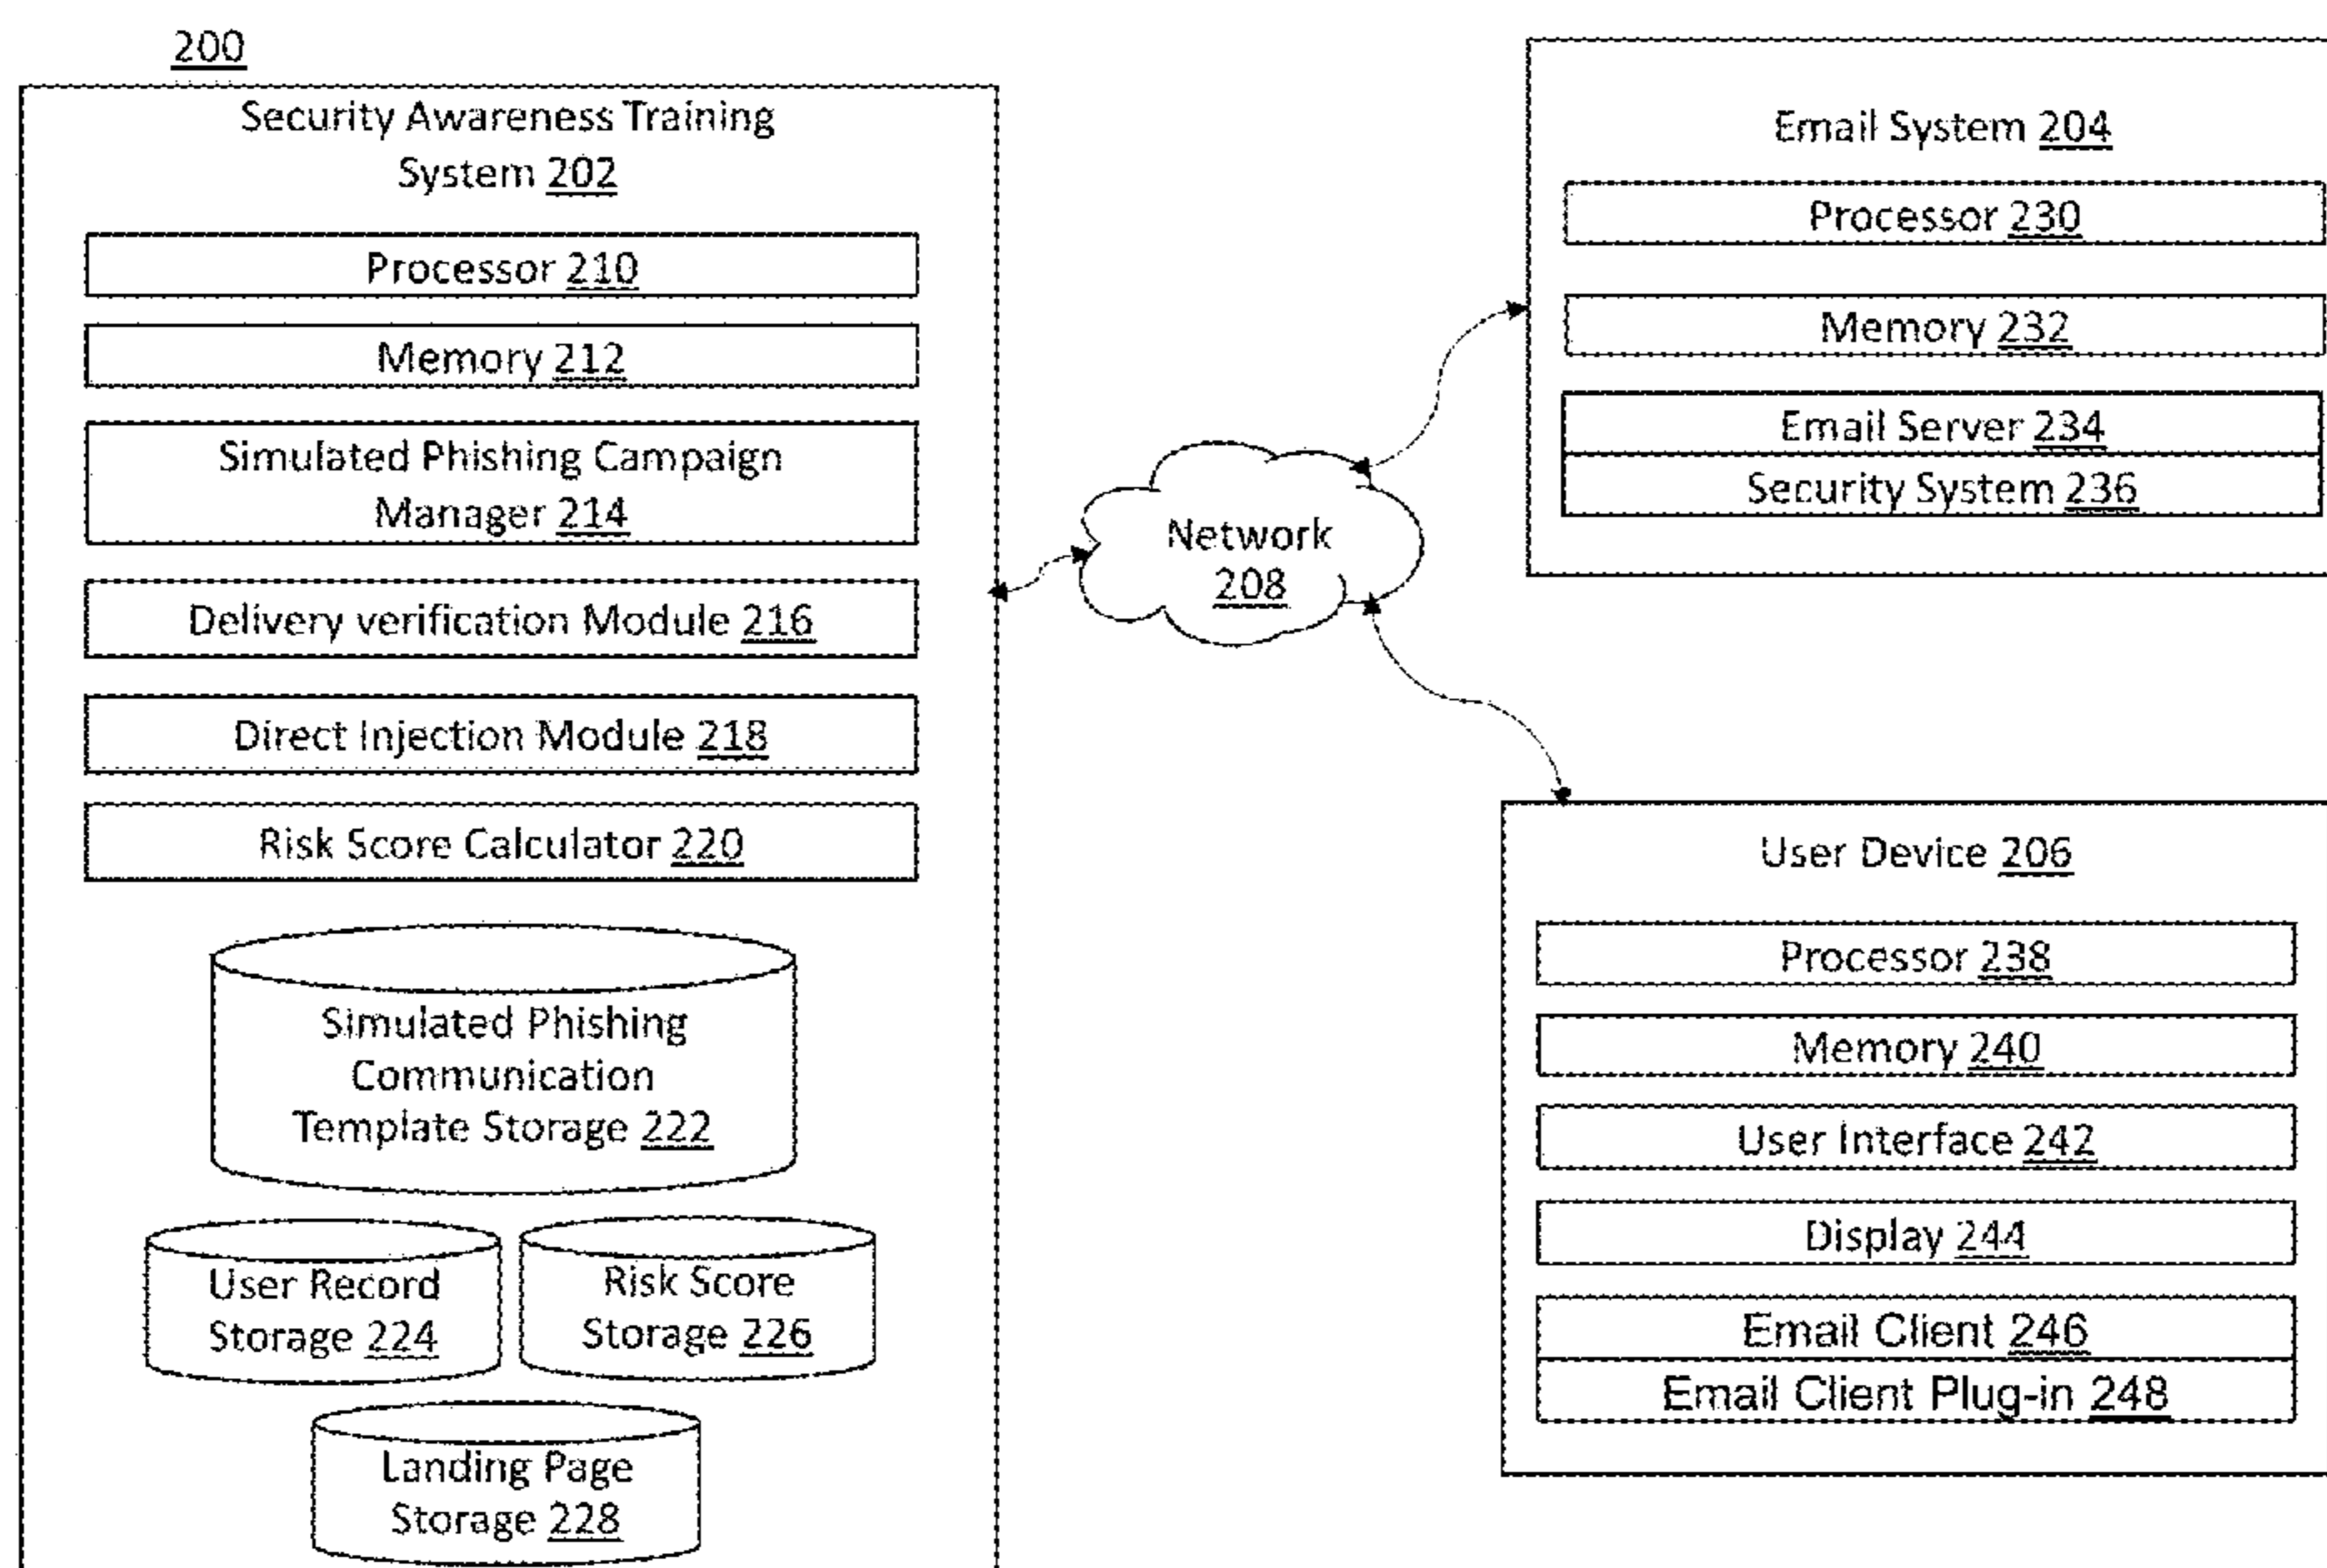 200
Security Awareness Training
System 202
Processor 210
Memory 212
Simulated Phishing Campaign
Manager 214
Delivery verification Module 216
Direct Injection Module 218
Risk Score Calculator 220
Simulated Phishing
Communication
Template Storage 222
User Record
Storage 224
Risk Score
Storage 226
Landing Page
Storage 228
Network
208
Email System 204
Processor 230
Memory 232
Email Server 234
Security System 236
User Device 206
Processor 238
Memory 240
User Interface 242
Display 244
Email Client 246
Email Client Plug-in 248